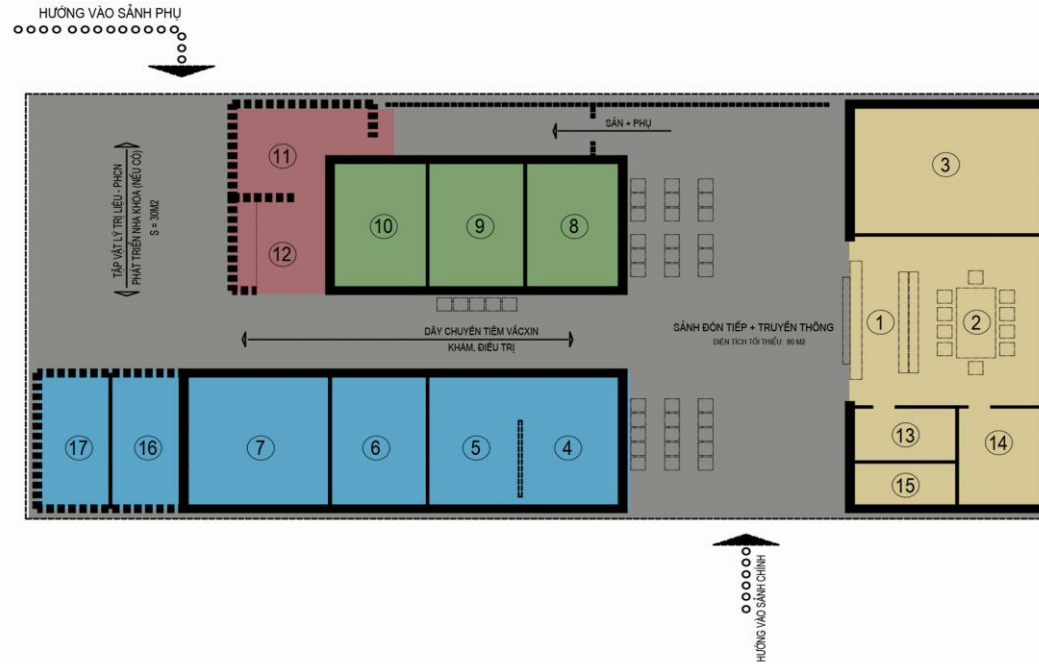 HƯỚNG VÀO SẢNH PHỤ
SẢN + PHỤ
3
11
TẬP VẬT LÝ TRỊ LIỆU - PHCN
PHÁT TRIỂN NHA KHOA (NẾU CÓ)
S = 30M2
10
9
8
12
DÂY CHUYỀN TIÊM VẮCXIN
KHÁM, ĐIỀU TRỊ
SẢNH ĐÓN TIẾP + TRUYỀN THÔNG
DIỆN TÍCH TỐI THIỂU 80 M2
1
2
17
16
7
6
5
4
13
14
15
HƯỚNG VÀO SẢNH CHÍNH